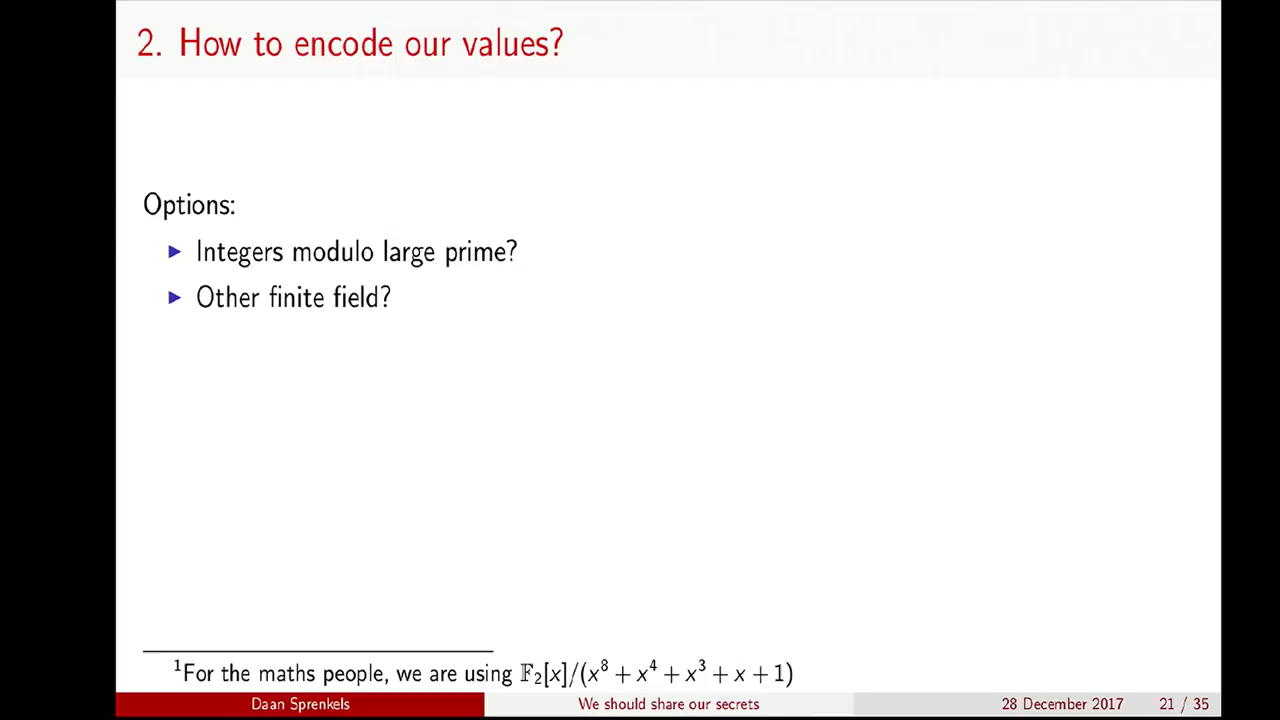 2. How to encode our values?
Options:
▶ Integers modulo large prime?
▶ Other finite field?
¹For the maths people, we are using 𝔽₂[x]/(x⁸ + x⁴ + x³ + x + 1)
Daan Sprenkels We should share our secrets 28 December 2017 21 / 35